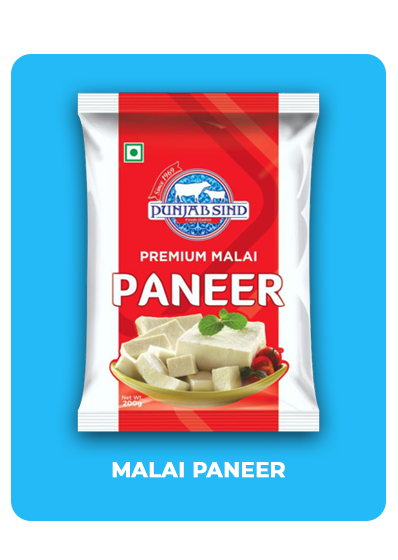 Since 1969
PUNJAB SIND
PREMIUM MALAI
PANEER
Net Wt.
200g
MALAI PANEER